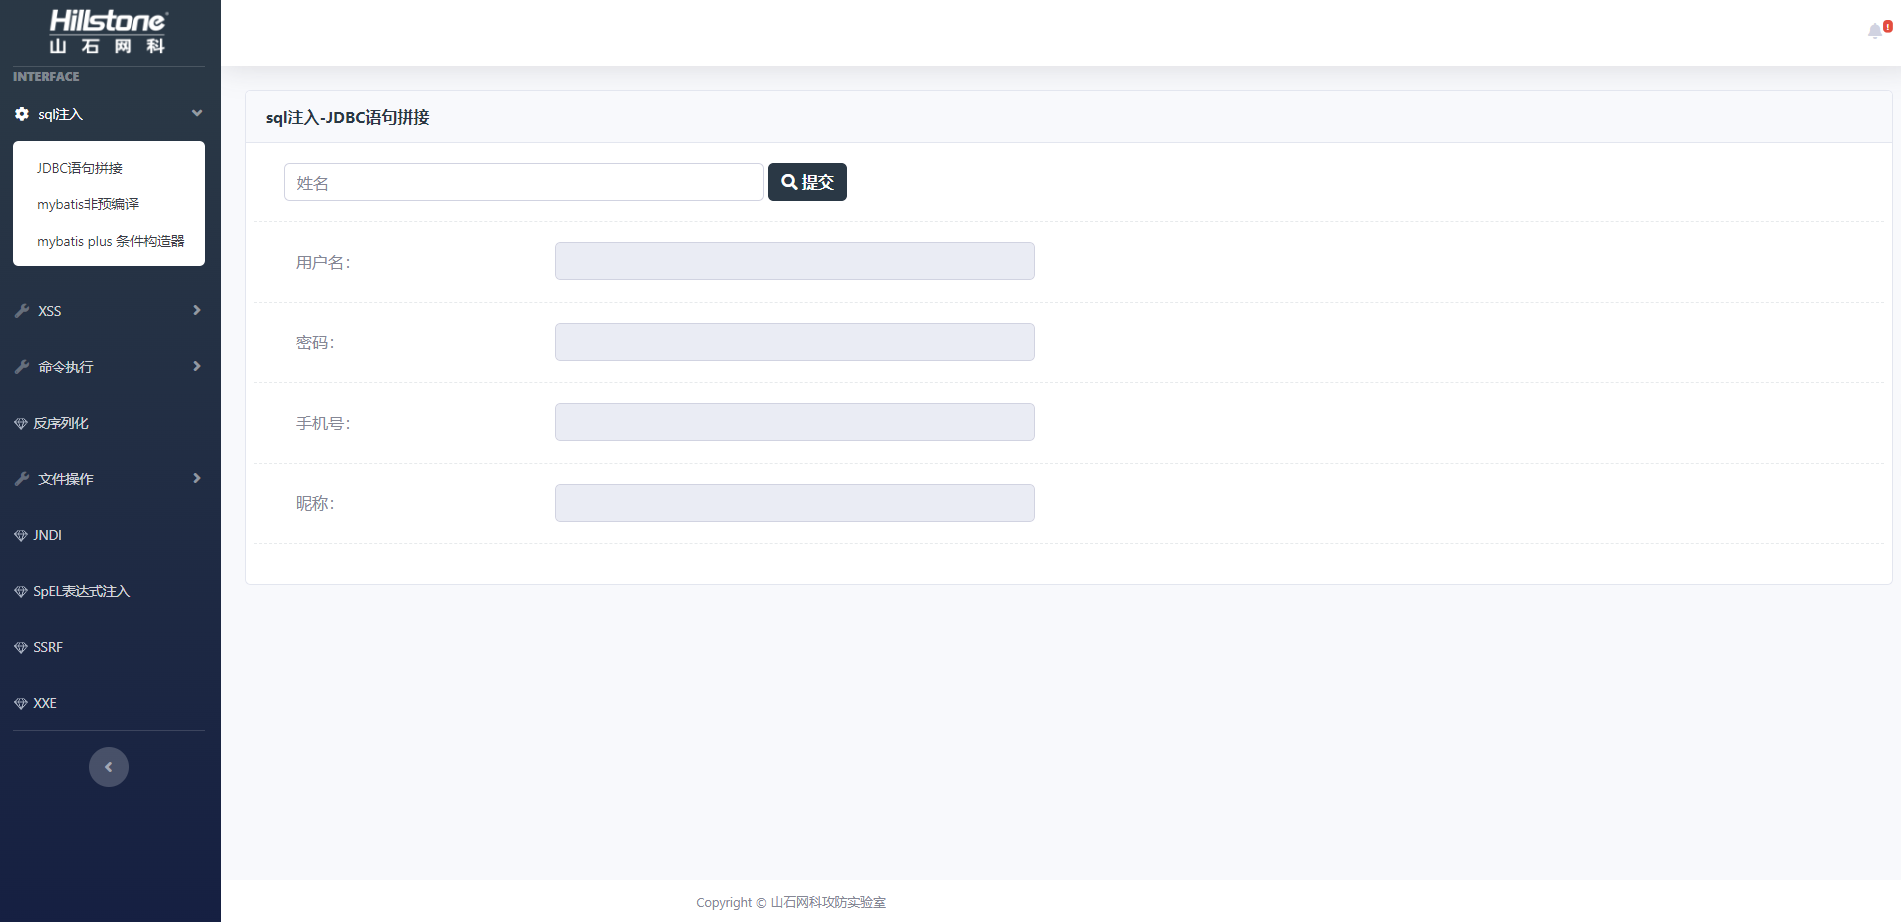 Hillstone
山石网科
INTERFACE
sql注入
JDBC语句拼接
mybatis非预编译
mybatis plus 条件构造器
XSS
命令执行
反序列化
文件操作
JNDI
SpEL表达式注入
SSRF
XXE
!
sql注入-JDBC语句拼接
姓名
提交
用户名：
密码：
手机号：
昵称：
Copyright © 山石网科攻防实验室